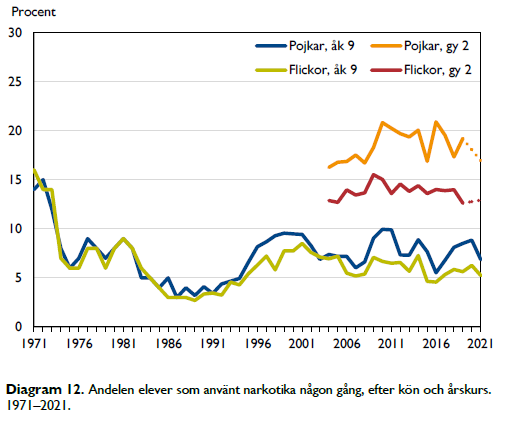 Procent
30
25
20
15
10
5
0
Pojkar, åk 9
Pojkar, gy 2
Flickor, åk 9
Flickor, gy 2
1971 1976 1981 1986 1991 1996 2001 2006 2011 2016 2021
Diagram 12. Andelen elever som använt narkotika någon gång, efter kön och årskurs.
1971–2021.